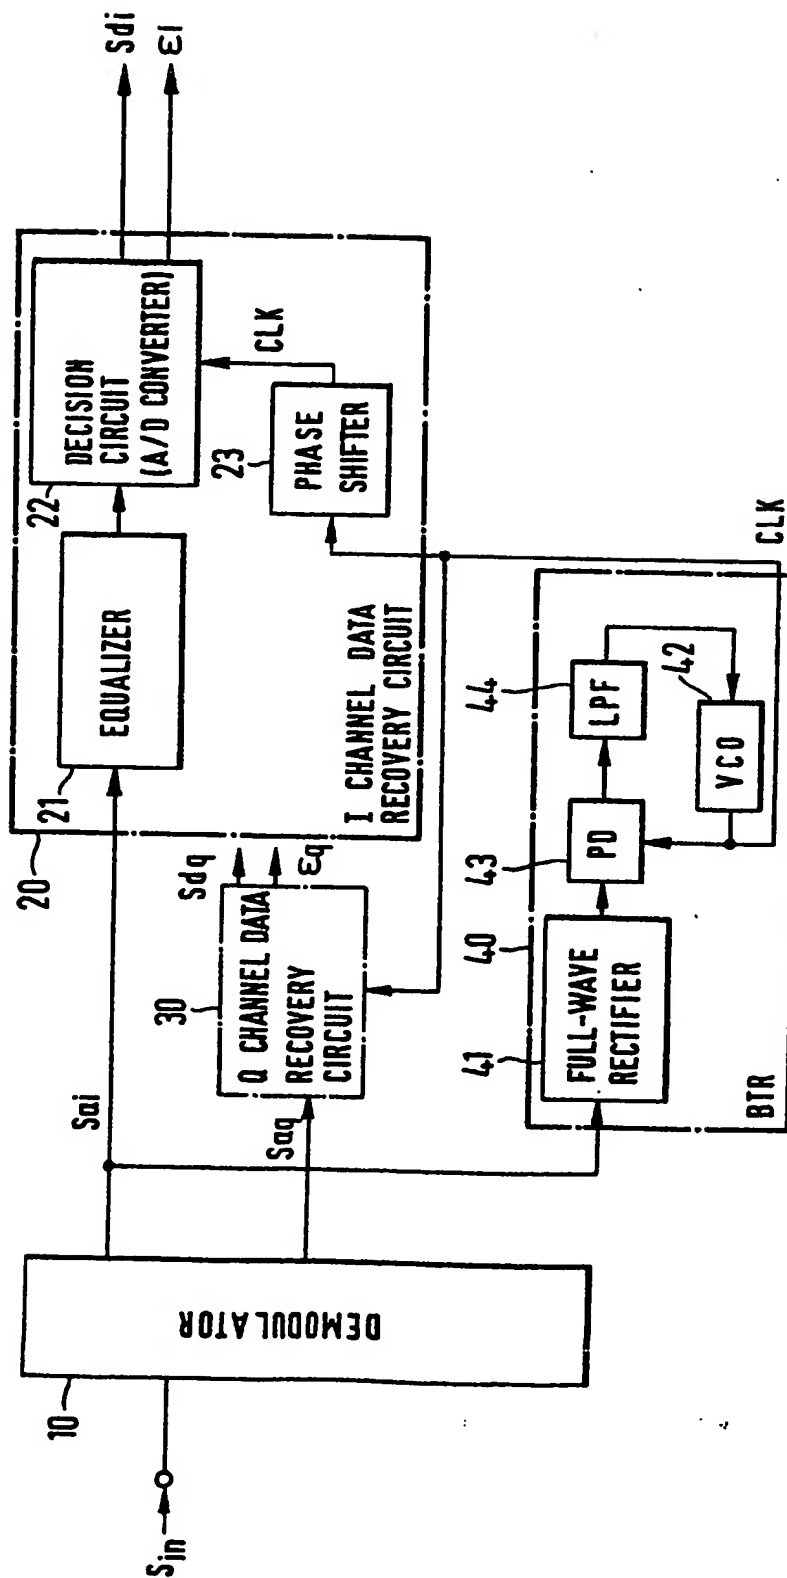 Sin
10
DEMODULATOR
Sai
Saq
20
21
EQUALIZER
22
DECISION
CIRCUIT
(A/D CONVERTER)
Sdi
εi
23
PHASE
SHIFTER
CLK
I CHANNEL DATA
RECOVERY CIRCUIT
30
Q CHANNEL DATA
RECOVERY
CIRCUIT
Sdq
εq
40
41
FULL-WAVE
RECTIFIER
43
PD
44
LPF
42
VCO
BTR
CLK